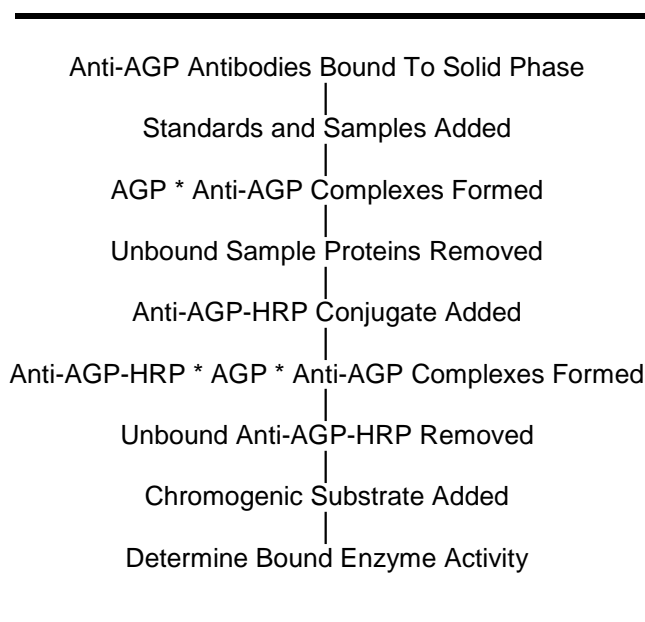 Anti-AGP Antibodies Bound To Solid Phase
Standards and Samples Added
AGP * Anti-AGP Complexes Formed
Unbound Sample Proteins Removed
Anti-AGP-HRP Conjugate Added
Anti-AGP-HRP * AGP * Anti-AGP Complexes Formed
Unbound Anti-AGP-HRP Removed
Chromogenic Substrate Added
Determine Bound Enzyme Activity